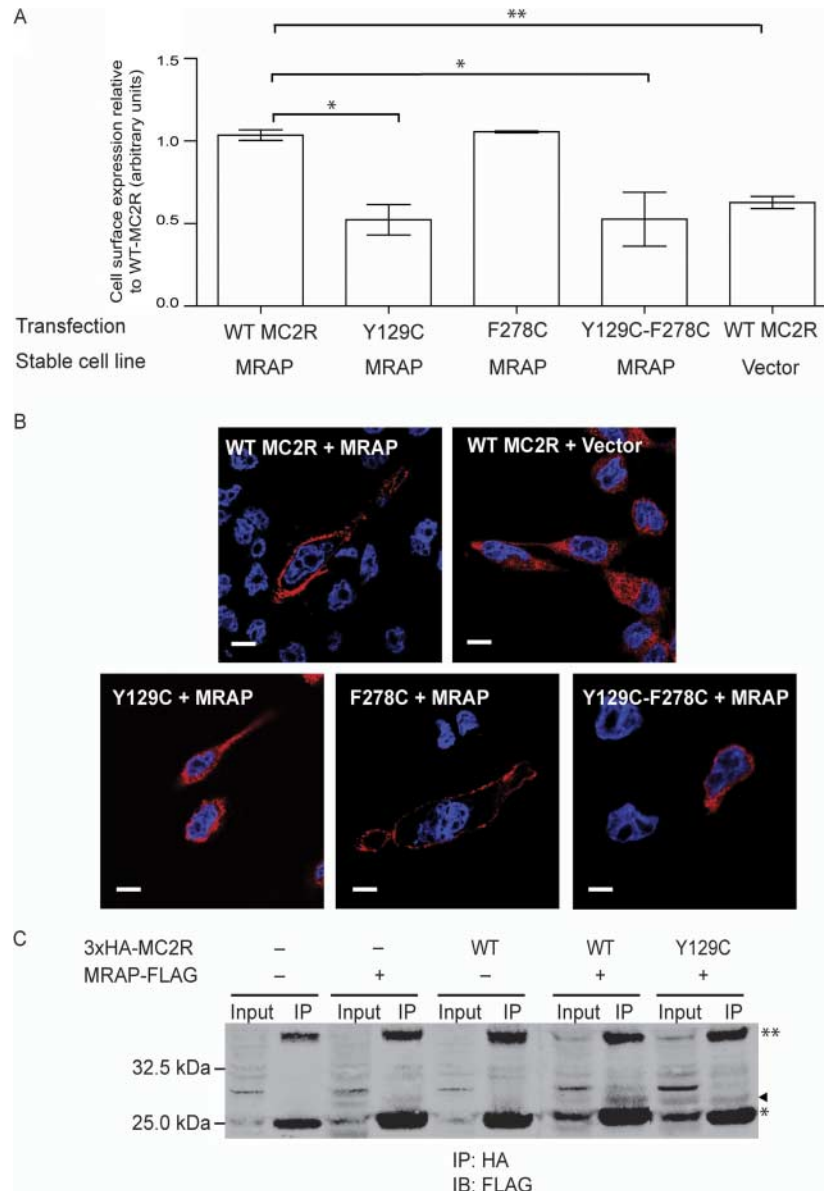 A
**
*
*
Cell surface expression relative
to WT-MC2R (arbitrary units)
1.5
1.0
0.5
0.0
Transfection WT MC2R Y129C F278C Y129C-F278C WT MC2R
Stable cell line MRAP MRAP MRAP MRAP Vector
B
WT MC2R + MRAP WT MC2R + Vector
Y129C + MRAP F278C + MRAP Y129C-F278C + MRAP
C
3xHA-MC2R – – WT WT Y129C
MRAP-FLAG – + – + +
Input IP Input IP Input IP Input IP Input IP
**
32.5 kDa
25.0 kDa *
IP: HA
IB: FLAG